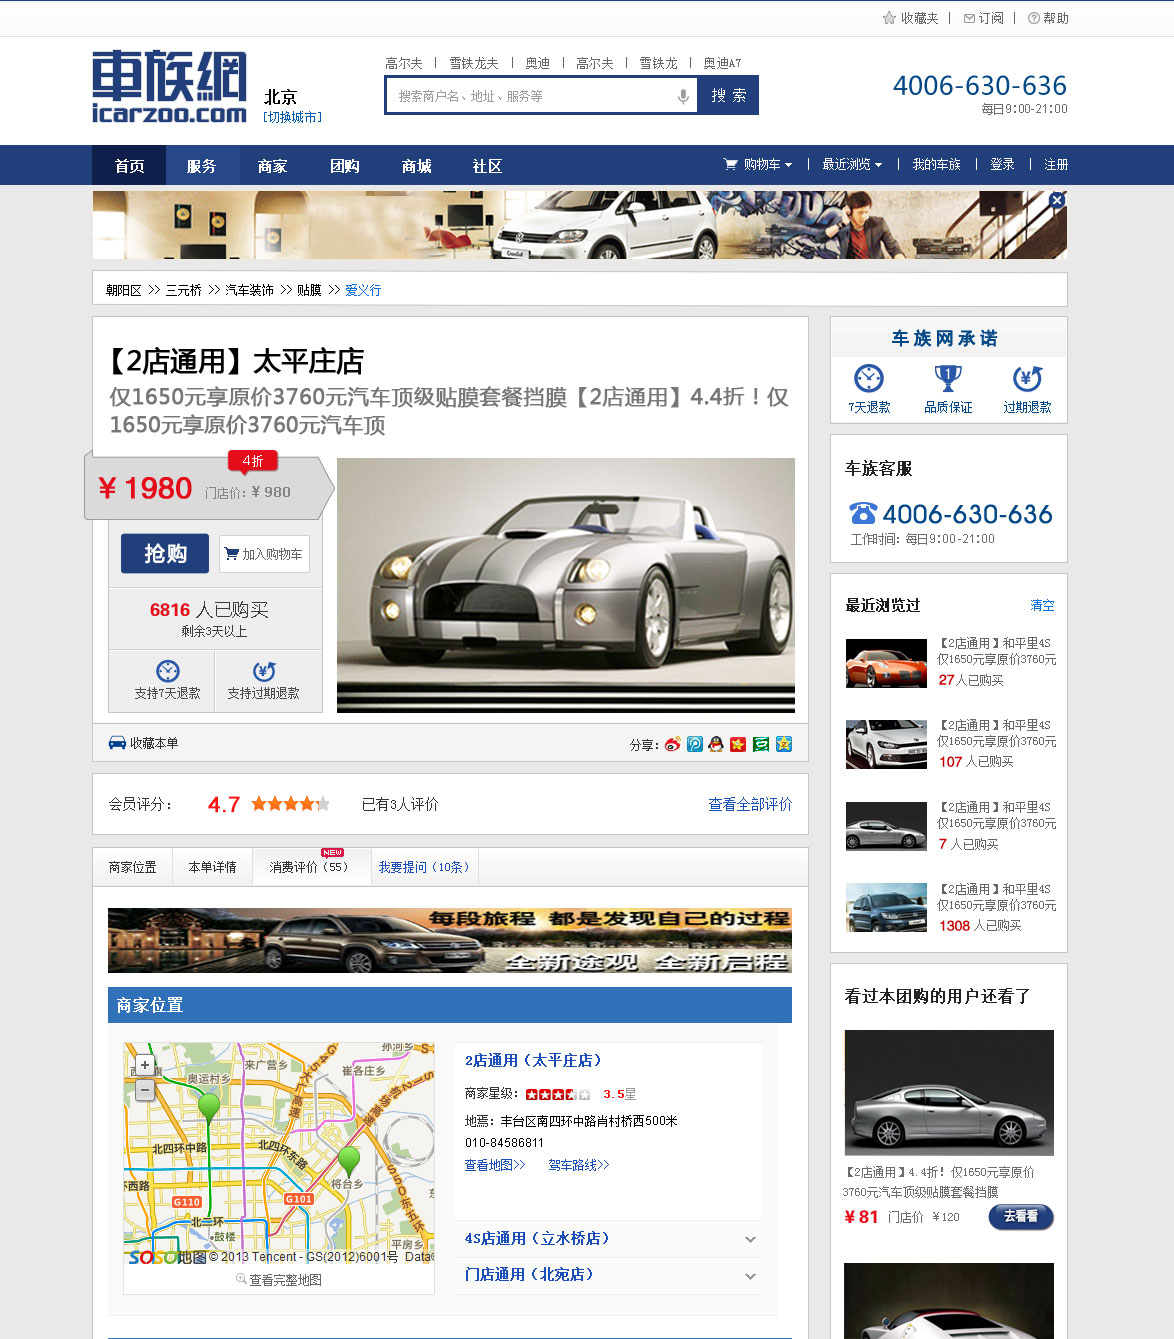 收藏夹 | 订阅 | 帮助
車族網
icarzoo.com
北京
[切换城市]
高尔夫 | 雪铁龙夫 | 奥迪 | 高尔夫 | 雪铁龙 | 奥迪A7
搜索商户名、地址、服务等
搜 索
4006-630-636
每日9:00-21:00
首页 服务 商家 团购 商城 社区
购物车 | 最近浏览 | 我的车族 | 登录 | 注册
朝阳区 >> 三元桥 >> 汽车装饰 >> 贴膜 >> 爱义行
【2店通用】太平庄店
仅1650元享原价3760元汽车顶级贴膜套餐挡膜【2店通用】4.4折！仅
1650元享原价3760元汽车顶
4折
¥ 1980 门店价：¥ 980
抢购
加入购物车
6816 人已购买
剩余3天以上
支持7天退款
支持过期退款
收藏本单
分享：
会员评分： 4.7 已有3人评价 查看全部评价
商家位置 本单详情 消费评价（55） NEW 我要提问（10条）
每段旅程 都是发现自己的过程
全新途观 全新启程
商家位置
孙河乡
来广营乡
崔各庄乡
奥运村乡
京承高速
机场高速
北四环中路
北四环东路
将台乡
环西路
G110
G101
S50东五环
北二环
鼓楼
平房乡
SOSO地图 © 2013 Tencent - GS(2012)6001号 Data©
查看完整地图
2店通用（太平庄店）
商家星级： 3.5星
地焉：丰台区南四环中路肖村桥西500米
010-84586811
查看地图>> 驾车路线>>
4S店通用（立水桥店）
门店通用（北宛店）
车族网承诺
7天退款 品质保证 过期退款
车族客服
4006-630-636
工作时间：每日9:00-21:00
最近浏览过 清空
【2店通用】和平里4S
仅1650元享原价3760元
27人已购买
【2店通用】和平里4S
仅1650元享原价3760元
107 人已购买
【2店通用】和平里4S
仅1650元享原价3760元
7 人已购买
【2店通用】和平里4S
仅1650元享原价3760元
1308 人已购买
看过本团购的用户还看了
【2店通用】4.4折！仅1650元享原价
3760元汽车顶级贴膜套餐挡膜
¥ 81 门店价 ¥120
去看看